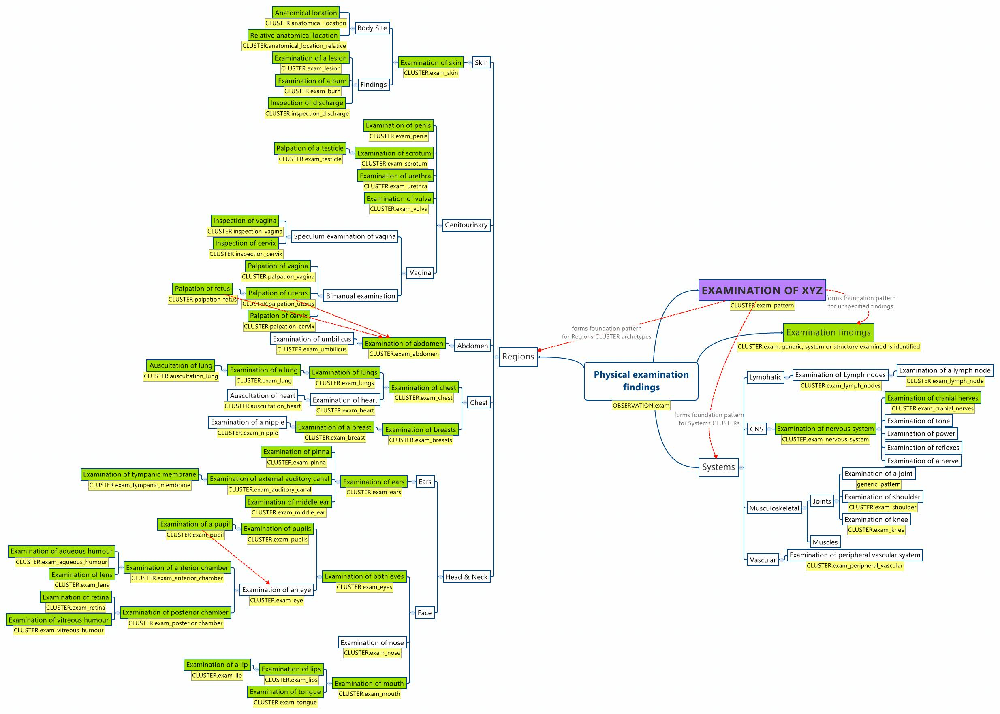 Anatomical location
CLUSTER.anatomical_location
Body Site
Relative anatomical location
CLUSTER.anatomical_location_relative
Examination of a lesion
CLUSTER.exam_lesion
Examination of skin
CLUSTER.exam_skin
Skin
Examination of a burn
CLUSTER.exam_burn
Findings
Inspection of discharge
CLUSTER.inspection_discharge
Examination of penis
CLUSTER.exam_penis
Palpation of a testicle
CLUSTER.exam_testicle
Examination of scrotum
CLUSTER.exam_scrotum
Examination of urethra
CLUSTER.exam_urethra
Examination of vulva
CLUSTER.exam_vulva
Genitourinary
Inspection of vagina
CLUSTER.inspection_vagina
Speculum examination of vagina
Inspection of cervix
CLUSTER.inspection_cervix
Vagina
Palpation of vagina
CLUSTER.palpation_vagina
Palpation of fetus
CLUSTER.palpation_fetus
Palpation of uterus
CLUSTER.palpation_uterus
Bimanual examination
Palpation of cervix
CLUSTER.palpation_cervix
Examination of umbilicus
CLUSTER.exam_umbilicus
Examination of abdomen
CLUSTER.exam_abdomen
Abdomen
Regions
Auscultation of lung
CLUSTER.auscultation_lung
Examination of a lung
CLUSTER.exam_lung
Examination of lungs
CLUSTER.exam_lungs
Examination of chest
CLUSTER.exam_chest
Auscultation of heart
CLUSTER.auscultation_heart
Examination of heart
CLUSTER.exam_heart
Chest
Examination of a nipple
CLUSTER.exam_nipple
Examination of a breast
CLUSTER.exam_breast
Examination of breasts
CLUSTER.exam_breasts
Examination of pinna
CLUSTER.exam_pinna
Examination of tympanic membrane
CLUSTER.exam_tympanic_membrane
Examination of external auditory canal
CLUSTER.exam_auditory_canal
Examination of ears
CLUSTER.exam_ears
Ears
Examination of middle ear
CLUSTER.exam_middle_ear
Examination of a pupil
CLUSTER.exam_pupil
Examination of pupils
CLUSTER.exam_pupils
Examination of aqueous humour
CLUSTER.exam_aqueous_humour
Examination of anterior chamber
CLUSTER.exam_anterior_chamber
Examination of lens
CLUSTER.exam_lens
Examination of both eyes
CLUSTER.exam_eyes
Head & Neck
Examination of an eye
CLUSTER.exam_eye
Examination of retina
CLUSTER.exam_retina
Examination of posterior chamber
CLUSTER.exam_posterior chamber
Examination of vitreous humour
CLUSTER.exam_vitreous_humour
Face
Examination of nose
CLUSTER.exam_nose
Examination of a lip
CLUSTER.exam_lip
Examination of lips
CLUSTER.exam_lips
Examination of mouth
CLUSTER.exam_mouth
Examination of tongue
CLUSTER.exam_tongue
EXAMINATION OF XYZ
CLUSTER.exam_pattern
forms foundation pattern
for unspecified findings
forms foundation pattern
for Regions CLUSTER archetypes
Examination findings
CLUSTER.exam; generic; system or structure examined is identified
Physical examination
findings
OBSERVATION.exam
forms foundation pattern
for Systems CLUSTERs
Systems
Lymphatic
Examination of Lymph nodes
CLUSTER.exam_lymph_nodes
Examination of a lymph node
CLUSTER.exam_lymph_node
CNS
Examination of nervous system
CLUSTER.exam_nervous_system
Examination of cranial nerves
CLUSTER.exam_cranial_nerves
Examination of tone
Examination of power
Examination of reflexes
Examination of a nerve
Musculoskeletal
Joints
Examination of a joint
generic; pattern
Examination of shoulder
CLUSTER.exam_shoulder
Examination of knee
CLUSTER.exam_knee
Muscles
Vascular
Examination of peripheral vascular system
CLUSTER.exam_peripheral_vascular